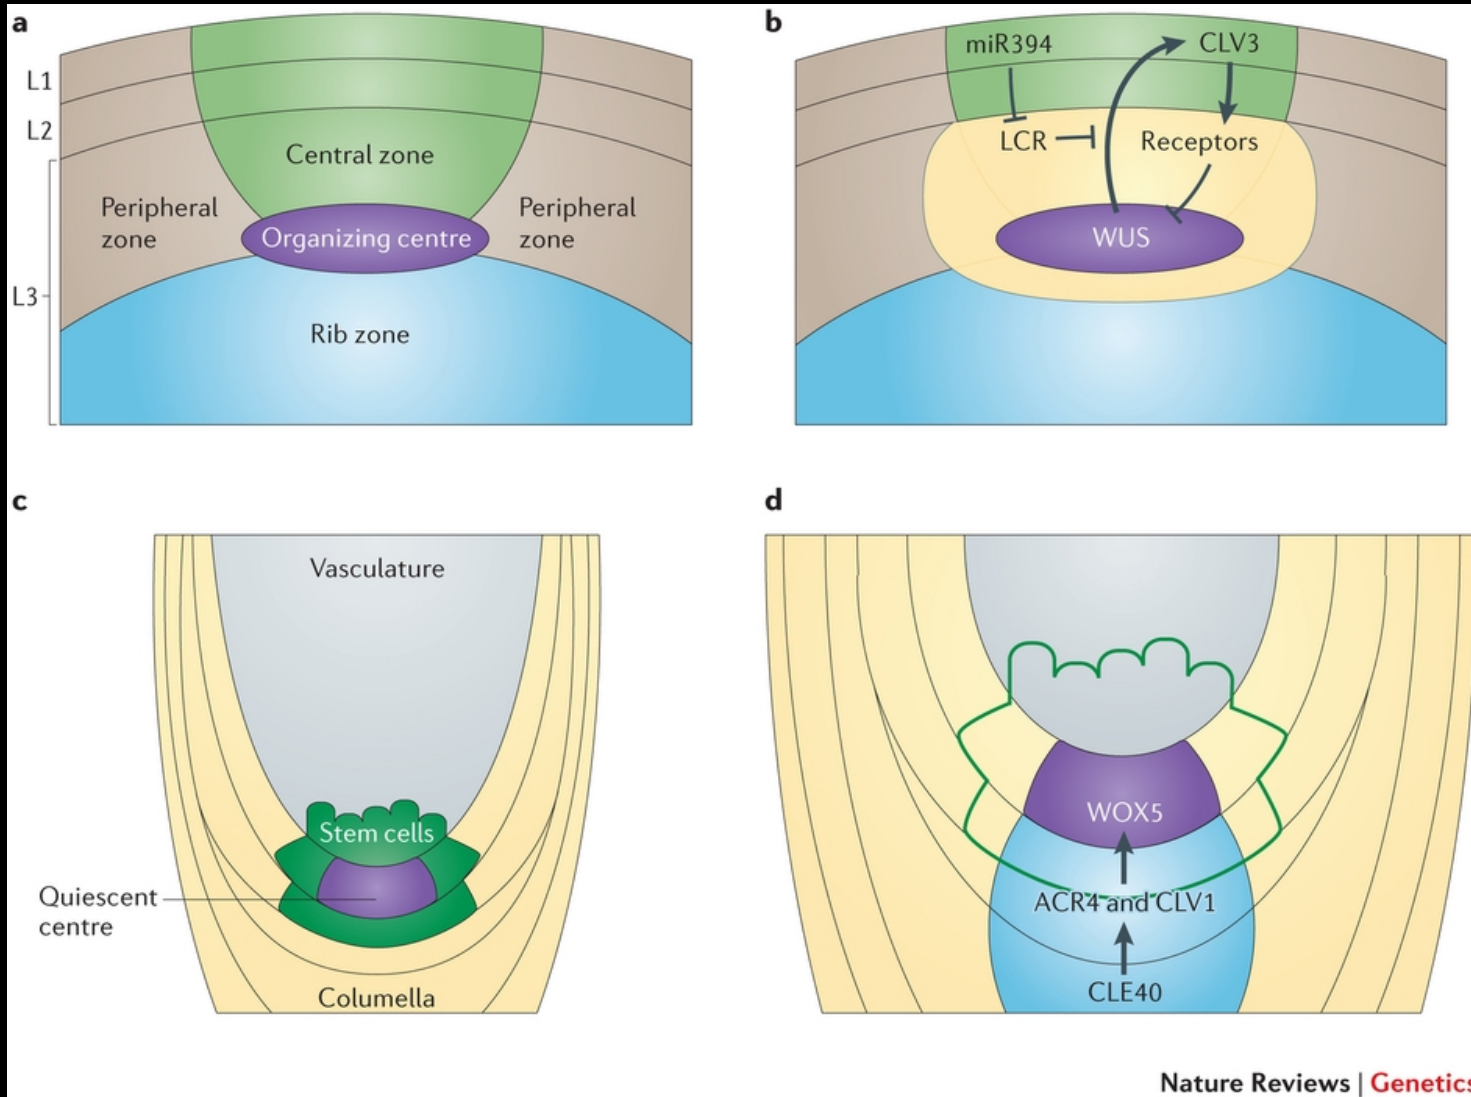 a
L1
L2
L3
Central zone
Peripheral
zone
Peripheral
zone
Organizing centre
Rib zone
b
miR394
CLV3
LCR
Receptors
WUS
c
Vasculature
Stem cells
Quiescent
centre
Columella
d
WOX5
ACR4 and CLV1
CLE40
Nature Reviews | Genetics